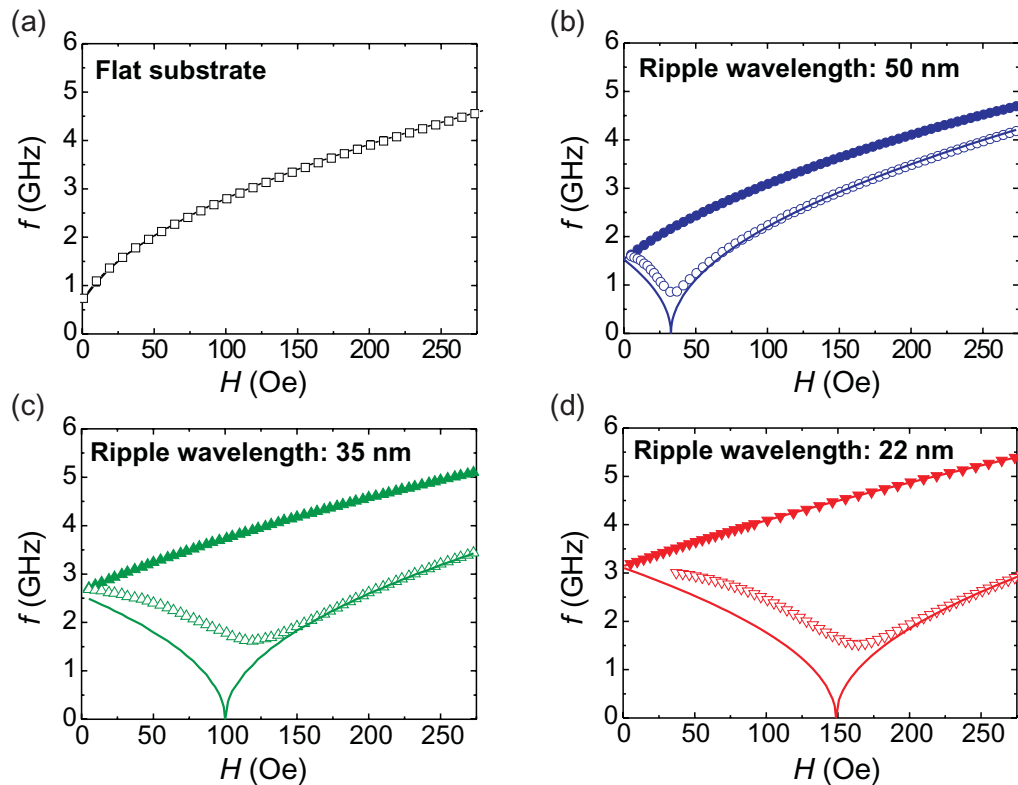 (a)
Flat substrate
f (GHz)
6
5
4
3
2
1
0
0 50 100 150 200 250
H (Oe)
(b)
Ripple wavelength: 50 nm
f (GHz)
6
5
4
3
2
1
0
0 50 100 150 200 250
H (Oe)
(c)
Ripple wavelength: 35 nm
f (GHz)
6
5
4
3
2
1
0
0 50 100 150 200 250
H (Oe)
(d)
Ripple wavelength: 22 nm
f (GHz)
6
5
4
3
2
1
0
0 50 100 150 200 250
H (Oe)